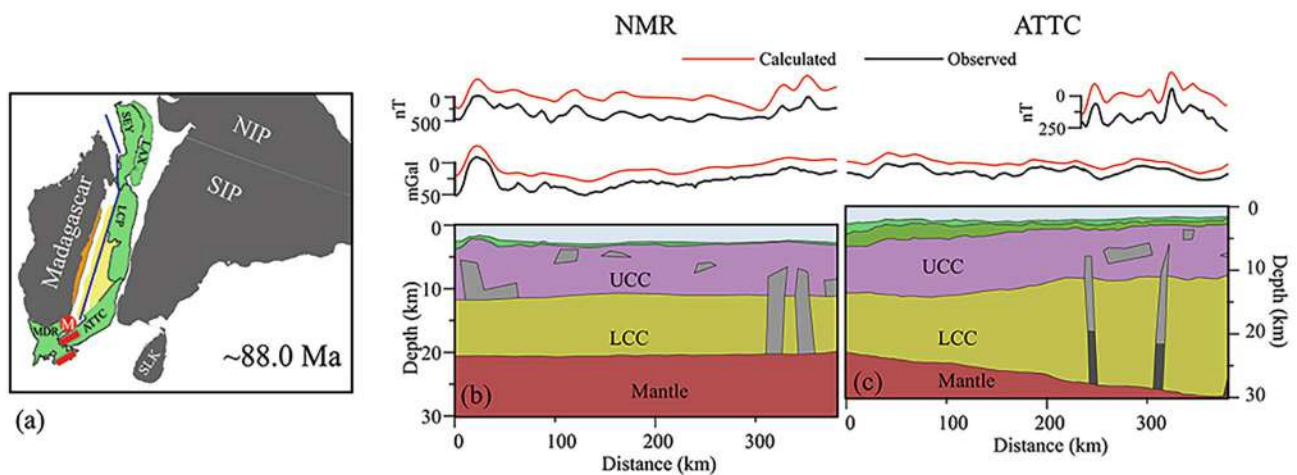 NMR
ATTC
Calculated
Observed
0
nT
500
0
nT
250
0
mGal
50
NIP
SIP
Madagascar
SEY
LAX
LCP
MDR
M
ATTC
SLK
~88.0 Ma
(a)
0
10
20
30
Depth (km)
UCC
LCC
Mantle
(b)
0
100
200
300
Distance (km)
0
10
20
30
Depth (km)
UCC
LCC
Mantle
(c)
0
100
200
300
Distance (km)